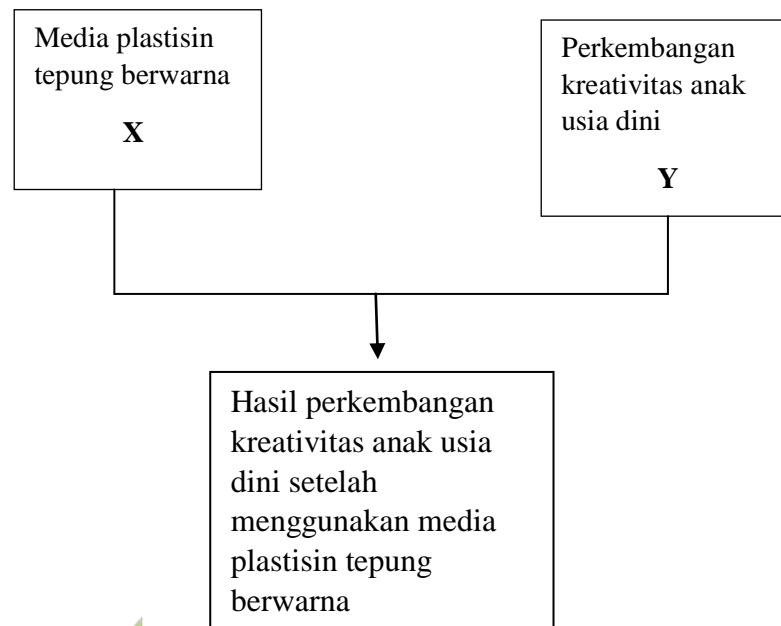 Media plastisin
tepung berwarna
X
Perkembangan
kreativitas anak
usia dini
Y
Hasil perkembangan
kreativitas anak usia
dini setelah
menggunakan media
plastisin tepung
berwarna